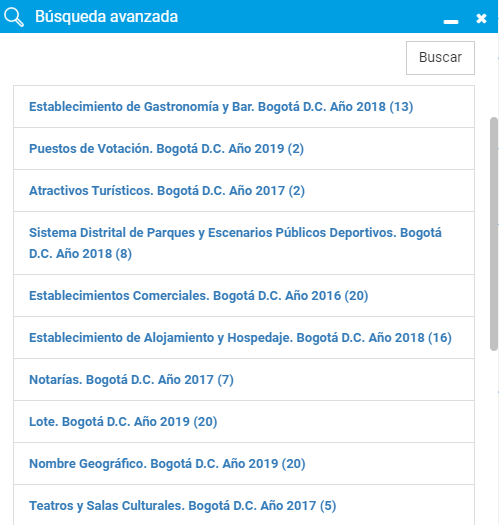 Búsqueda avanzada
Buscar
Establecimiento de Gastronomía y Bar. Bogotá D.C. Año 2018 (13)
Puestos de Votación. Bogotá D.C. Año 2019 (2)
Atractivos Turísticos. Bogotá D.C. Año 2017 (2)
Sistema Distrital de Parques y Escenarios Públicos Deportivos. Bogotá
D.C. Año 2018 (8)
Establecimientos Comerciales. Bogotá D.C. Año 2016 (20)
Establecimiento de Alojamiento y Hospedaje. Bogotá D.C. Año 2018 (16)
Notarías. Bogotá D.C. Año 2017 (7)
Lote. Bogotá D.C. Año 2019 (20)
Nombre Geográfico. Bogotá D.C. Año 2019 (20)
Teatros y Salas Culturales. Bogotá D.C. Año 2017 (5)